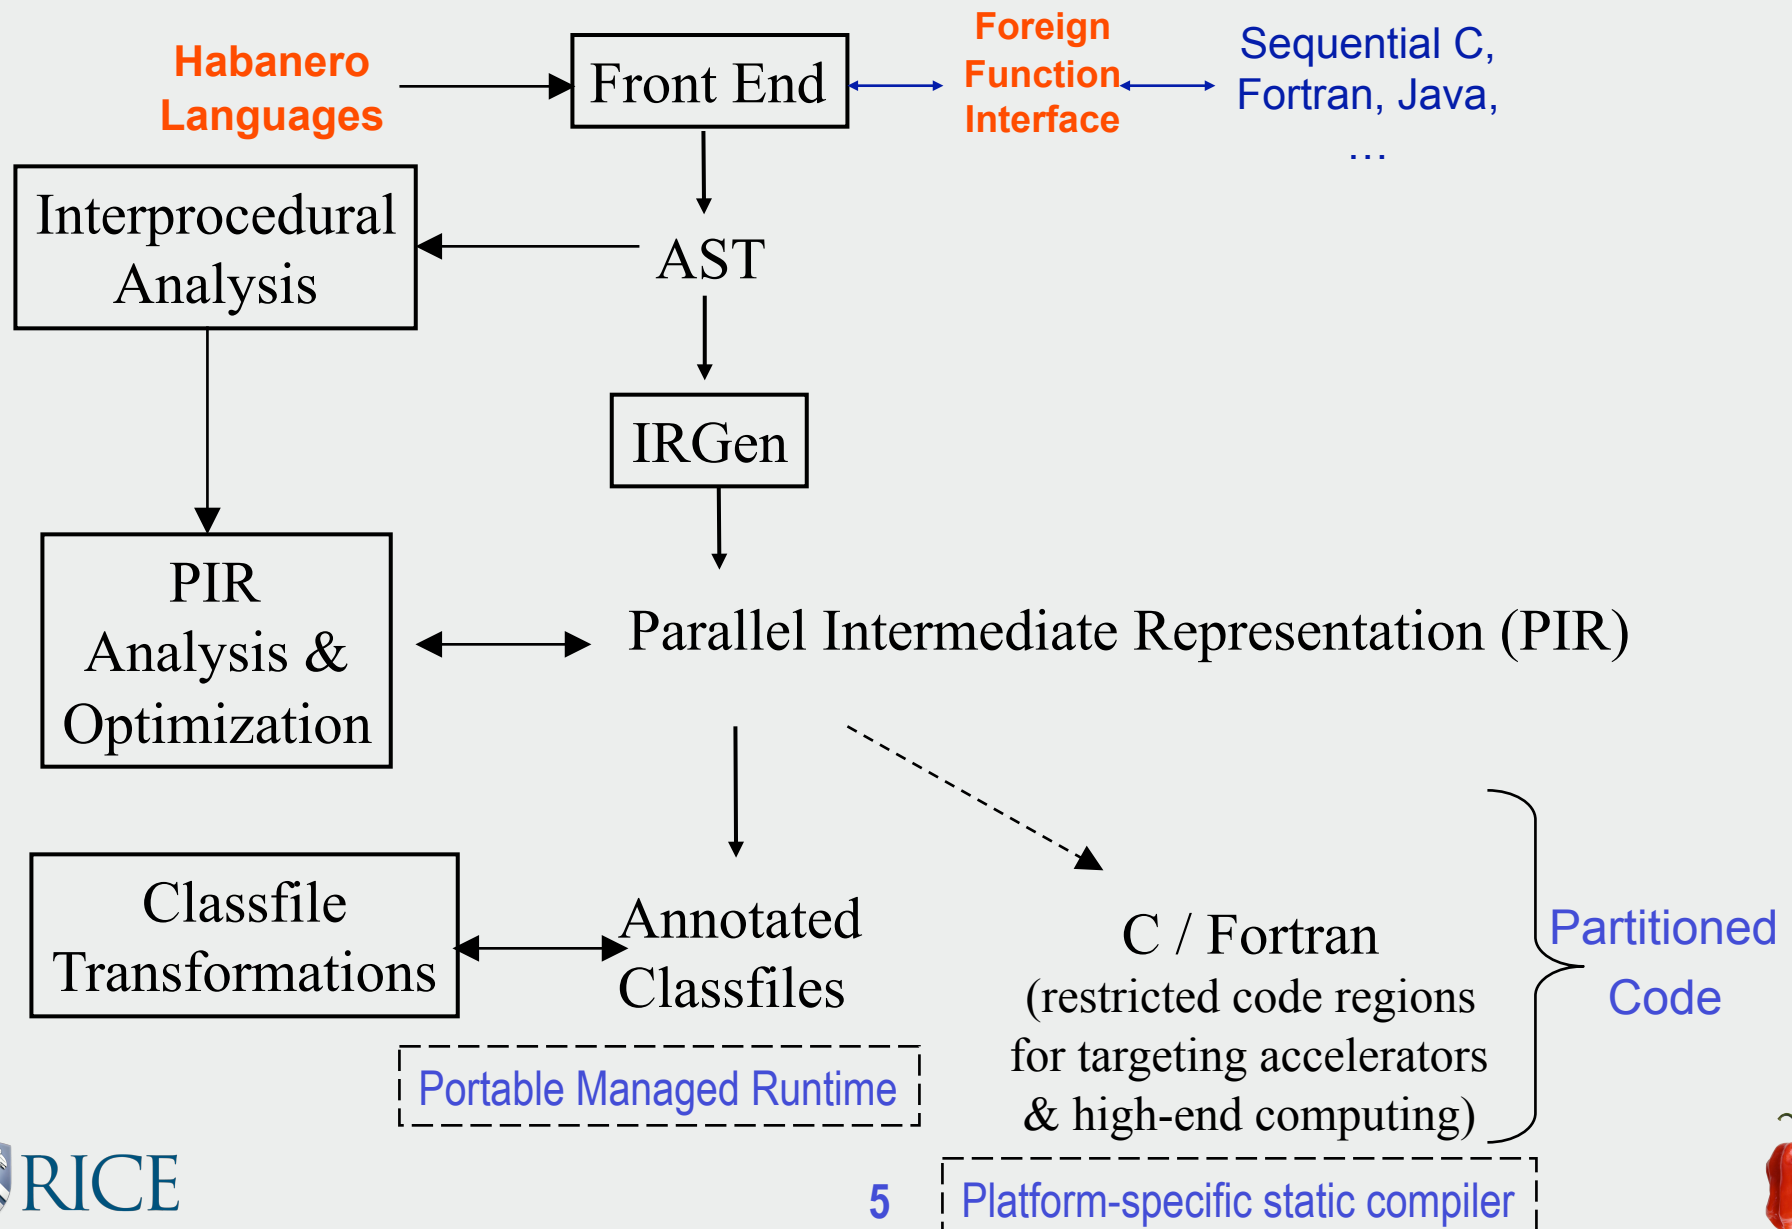 Habanero
Languages
Front End
Foreign
Function
Interface
Sequential C,
Fortran, Java,
…
Interprocedural
Analysis
AST
IRGen
PIR
Analysis &
Optimization
Parallel Intermediate Representation (PIR)
Classfile
Transformations
Annotated
Classfiles
C / Fortran
(restricted code regions
for targeting accelerators
& high-end computing)
Partitioned
Code
Portable Managed Runtime
RICE
5
Platform-specific static compiler